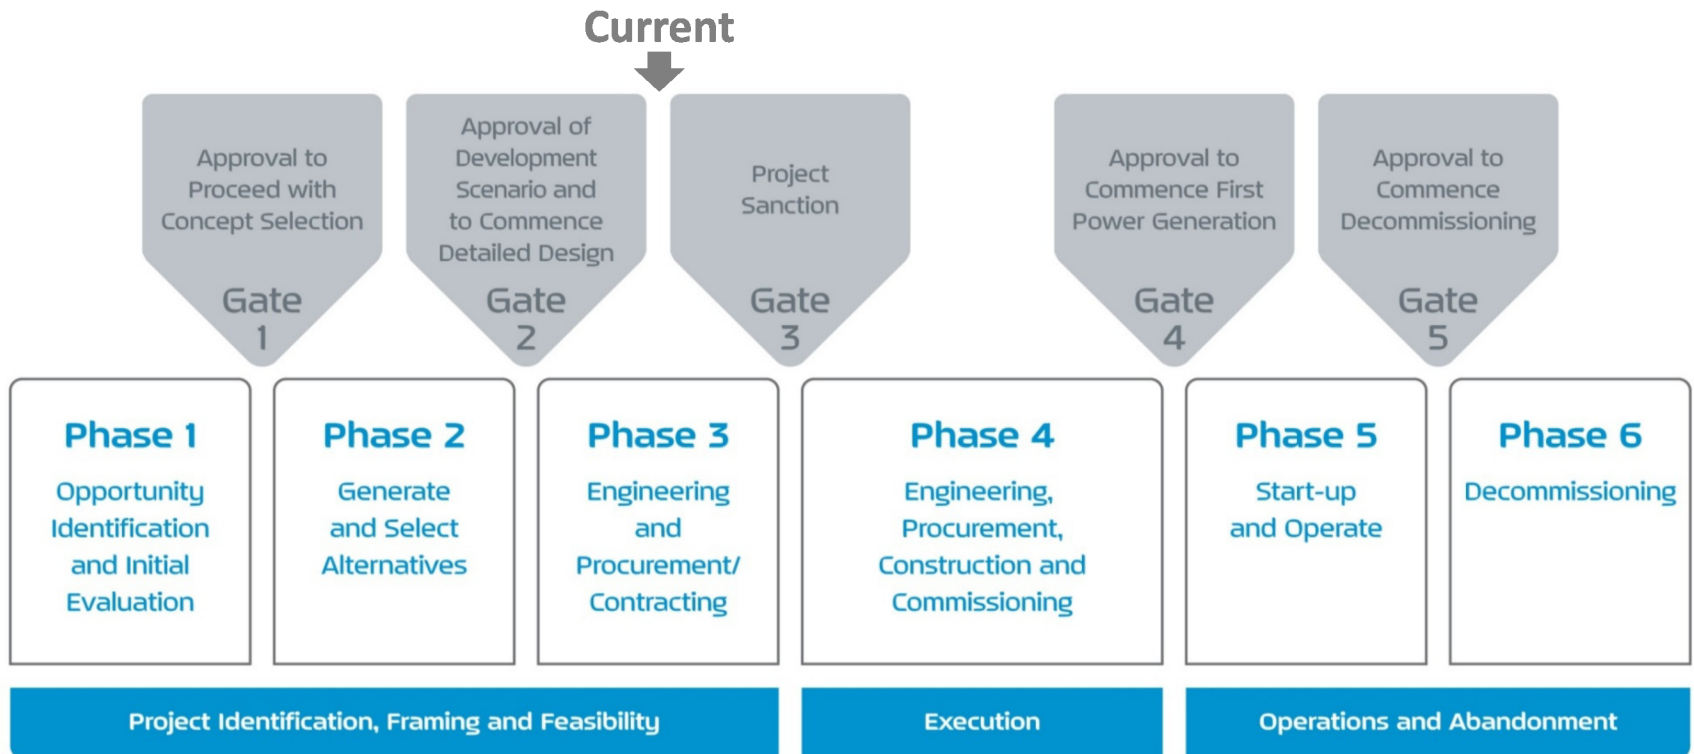 Current
Approval to
Proceed with
Concept Selection
Gate
1
Approval of
Development
Scenario and
to Commence
Detailed Design
Gate
2
Project
Sanction
Gate
3
Approval to
Commence First
Power Generation
Gate
4
Approval to
Commence
Decommissioning
Gate
5
Phase 1
Opportunity
Identification
and Initial
Evaluation
Phase 2
Generate
and Select
Alternatives
Phase 3
Engineering
and
Procurement/
Contracting
Phase 4
Engineering,
Procurement,
Construction and
Commissioning
Phase 5
Start-up
and Operate
Phase 6
Decommissioning
Project Identification, Framing and Feasibility
Execution
Operations and Abandonment